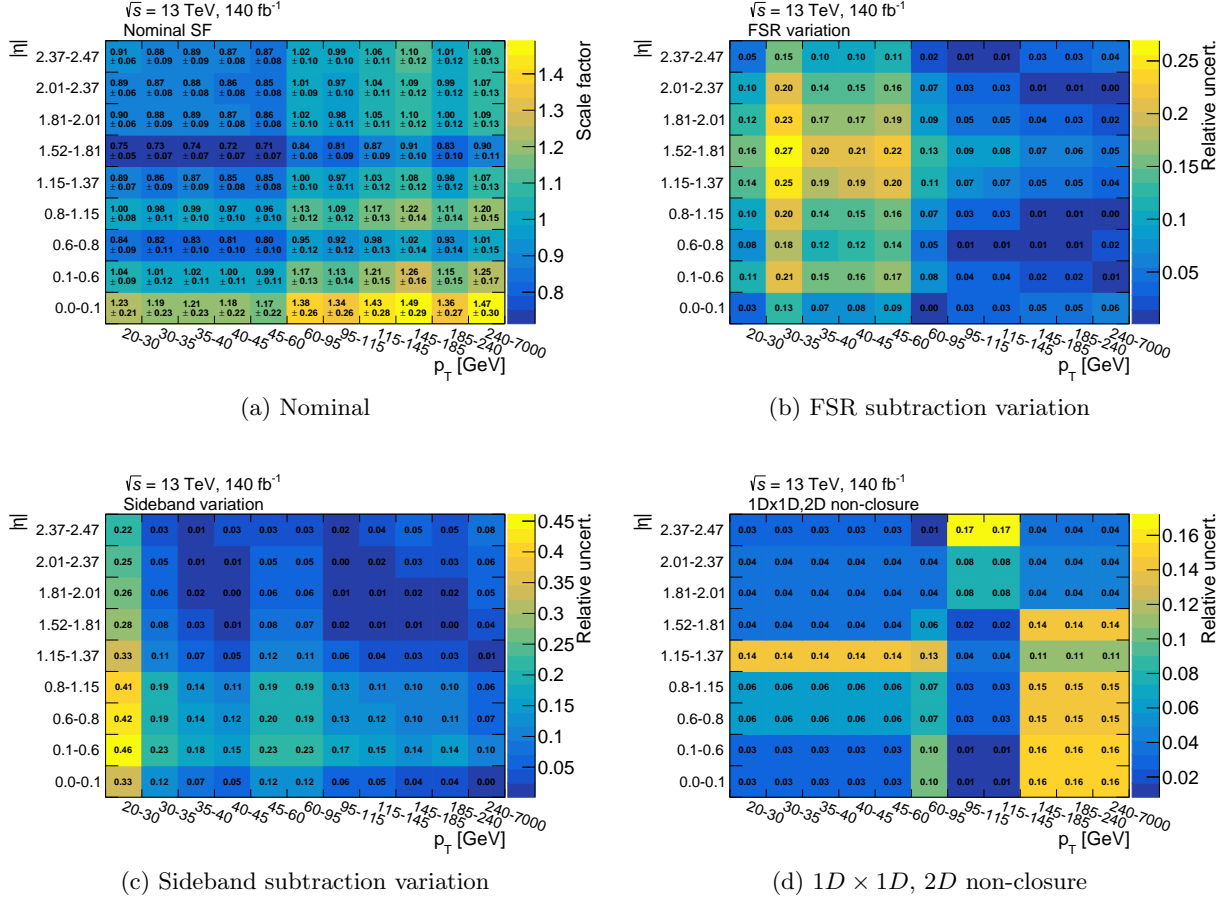 √s = 13 TeV, 140 fb⁻¹
Nominal SF
|η|
2.37-2.47 0.91 0.88 0.89 0.87 0.87 1.02 0.99 1.06 1.10 1.01 1.09
± 0.06 ± 0.09 ± 0.09 ± 0.08 ± 0.08 ± 0.10 ± 0.10 ± 0.11 ± 0.12 ± 0.12 ± 0.13
2.01-2.37 0.89 0.87 0.87 0.86 0.85 1.01 0.97 1.04 1.09 0.99 1.07
± 0.06 ± 0.08 ± 0.08 ± 0.08 ± 0.08 ± 0.09 ± 0.10 ± 0.11 ± 0.12 ± 0.12 ± 0.13
1.81-2.01 0.90 0.88 0.89 0.87 0.86 1.02 0.98 1.05 1.10 1.00 1.09
± 0.06 ± 0.08 ± 0.09 ± 0.08 ± 0.08 ± 0.10 ± 0.11 ± 0.11 ± 0.12 ± 0.12 ± 0.13
1.52-1.81 0.75 0.73 0.74 0.72 0.71 0.84 0.81 0.87 0.91 0.83 0.90
± 0.05 ± 0.07 ± 0.07 ± 0.07 ± 0.07 ± 0.08 ± 0.09 ± 0.09 ± 0.10 ± 0.10 ± 0.11
1.15-1.37 0.89 0.86 0.87 0.85 0.85 1.00 0.97 1.03 1.08 0.98 1.07
± 0.07 ± 0.09 ± 0.09 ± 0.08 ± 0.08 ± 0.10 ± 0.11 ± 0.12 ± 0.12 ± 0.12 ± 0.13
0.8-1.15 1.00 0.98 0.99 0.97 0.96 1.13 1.09 1.17 1.22 1.11 1.20
± 0.08 ± 0.11 ± 0.10 ± 0.10 ± 0.10 ± 0.12 ± 0.12 ± 0.13 ± 0.14 ± 0.14 ± 0.15
0.6-0.8 0.84 0.82 0.83 0.81 0.80 0.95 0.92 0.98 1.02 0.93 1.01
± 0.09 ± 0.11 ± 0.10 ± 0.10 ± 0.10 ± 0.12 ± 0.12 ± 0.13 ± 0.14 ± 0.14 ± 0.15
0.1-0.6 1.04 1.01 1.02 1.00 0.99 1.17 1.13 1.21 1.26 1.15 1.25
± 0.09 ± 0.12 ± 0.11 ± 0.11 ± 0.11 ± 0.13 ± 0.14 ± 0.15 ± 0.16 ± 0.15 ± 0.17
0.0-0.1 1.23 1.19 1.21 1.18 1.17 1.38 1.34 1.43 1.49 1.36 1.47
± 0.21 ± 0.23 ± 0.23 ± 0.22 ± 0.22 ± 0.26 ± 0.26 ± 0.28 ± 0.29 ± 0.27 ± 0.30
20-30 30-35 35-40 40-45 45-60 60-95 95-115 115-145 145-185 185-240 240-7000
p_T [GeV]
1.4
1.3
1.2
1.1
1
0.9
0.8
Scale factor
(a) Nominal
√s = 13 TeV, 140 fb⁻¹
FSR variation
|η|
2.37-2.47 0.05 0.15 0.10 0.10 0.11 0.02 0.01 0.01 0.03 0.03 0.04
2.01-2.37 0.10 0.20 0.14 0.15 0.16 0.07 0.03 0.03 0.01 0.01 0.00
1.81-2.01 0.12 0.23 0.17 0.17 0.19 0.09 0.05 0.05 0.04 0.03 0.02
1.52-1.81 0.16 0.27 0.20 0.21 0.22 0.13 0.09 0.08 0.07 0.06 0.05
1.15-1.37 0.14 0.25 0.19 0.19 0.20 0.11 0.07 0.07 0.05 0.05 0.04
0.8-1.15 0.10 0.20 0.14 0.15 0.16 0.07 0.03 0.03 0.01 0.01 0.00
0.6-0.8 0.08 0.18 0.12 0.12 0.14 0.05 0.01 0.01 0.01 0.01 0.02
0.1-0.6 0.11 0.21 0.15 0.16 0.17 0.08 0.04 0.04 0.02 0.02 0.01
0.0-0.1 0.03 0.13 0.07 0.08 0.09 0.00 0.03 0.03 0.05 0.05 0.06
20-30 30-35 35-40 40-45 45-60 60-95 95-115 115-145 145-185 185-240 240-7000
p_T [GeV]
0.25
0.2
0.15
0.1
0.05
Relative uncert.
(b) FSR subtraction variation
√s = 13 TeV, 140 fb⁻¹
Sideband variation
|η|
2.37-2.47 0.22 0.03 0.01 0.03 0.03 0.03 0.02 0.04 0.05 0.05 0.08
2.01-2.37 0.25 0.05 0.01 0.01 0.05 0.05 0.00 0.02 0.03 0.03 0.06
1.81-2.01 0.26 0.06 0.02 0.00 0.06 0.06 0.01 0.01 0.02 0.02 0.05
1.52-1.81 0.28 0.08 0.03 0.01 0.08 0.07 0.02 0.01 0.01 0.00 0.04
1.15-1.37 0.33 0.11 0.07 0.05 0.12 0.11 0.06 0.04 0.03 0.03 0.01
0.8-1.15 0.41 0.19 0.14 0.11 0.19 0.19 0.13 0.11 0.10 0.10 0.06
0.6-0.8 0.42 0.19 0.14 0.12 0.20 0.19 0.13 0.12 0.10 0.11 0.07
0.1-0.6 0.46 0.23 0.18 0.15 0.23 0.23 0.17 0.15 0.14 0.14 0.10
0.0-0.1 0.33 0.12 0.07 0.05 0.12 0.12 0.06 0.05 0.04 0.04 0.00
20-30 30-35 35-40 40-45 45-60 60-95 95-115 115-145 145-185 185-240 240-7000
p_T [GeV]
0.45
0.4
0.35
0.3
0.25
0.2
0.15
0.1
0.05
Relative uncert.
(c) Sideband subtraction variation
√s = 13 TeV, 140 fb⁻¹
1Dx1D,2D non-closure
|η|
2.37-2.47 0.03 0.03 0.03 0.03 0.03 0.01 0.17 0.17 0.04 0.04 0.04
2.01-2.37 0.04 0.04 0.04 0.04 0.04 0.04 0.08 0.08 0.04 0.04 0.04
1.81-2.01 0.04 0.04 0.04 0.04 0.04 0.04 0.08 0.08 0.04 0.04 0.04
1.52-1.81 0.03 0.03 0.03 0.03 0.03 0.06 0.02 0.02 0.14 0.14 0.14
1.15-1.37 0.14 0.14 0.14 0.14 0.14 0.13 0.04 0.04 0.11 0.11 0.11
0.8-1.15 0.06 0.06 0.06 0.06 0.06 0.07 0.03 0.03 0.15 0.15 0.15
0.6-0.8 0.06 0.06 0.06 0.06 0.06 0.07 0.03 0.03 0.15 0.15 0.15
0.1-0.6 0.03 0.03 0.03 0.03 0.03 0.10 0.01 0.01 0.16 0.16 0.16
0.0-0.1 0.03 0.03 0.03 0.03 0.03 0.10 0.01 0.01 0.16 0.16 0.16
20-30 30-35 35-40 40-45 45-60 60-95 95-115 115-145 145-185 185-240 240-7000
p_T [GeV]
0.16
0.14
0.12
0.1
0.08
0.06
0.04
0.02
Relative uncert.
(d) 1D × 1D, 2D non-closure